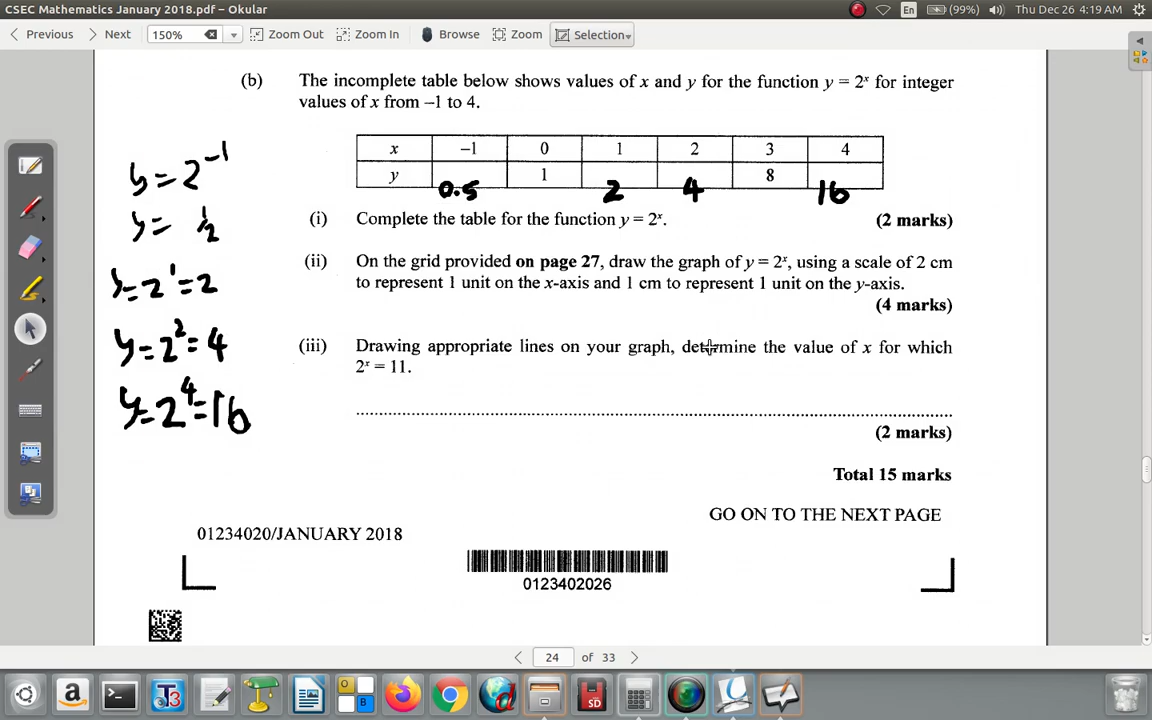 CSEC Mathematics January 2018.pdf – Okular En (99%) Thu Dec 26 4:19 AM
Previous Next 150% Zoom Out Zoom In Browse Zoom Selection
(b) The incomplete table below shows values of x and y for the function y = 2ˣ for integer
values of x from −1 to 4.
x −1 0 1 2 3 4
y 0.5 1 2 4 8 16
y = 2⁻¹
y = 1/2
y = 2¹ = 2
y = 2² = 4
y = 2⁴ = 16
(i) Complete the table for the function y = 2ˣ. (2 marks)
(ii) On the grid provided on page 27, draw the graph of y = 2ˣ, using a scale of 2 cm
to represent 1 unit on the x-axis and 1 cm to represent 1 unit on the y-axis.
(4 marks)
(iii) Drawing appropriate lines on your graph, determine the value of x for which
2ˣ = 11.
(2 marks)
Total 15 marks
GO ON TO THE NEXT PAGE
01234020/JANUARY 2018
0123402026
24 of 33